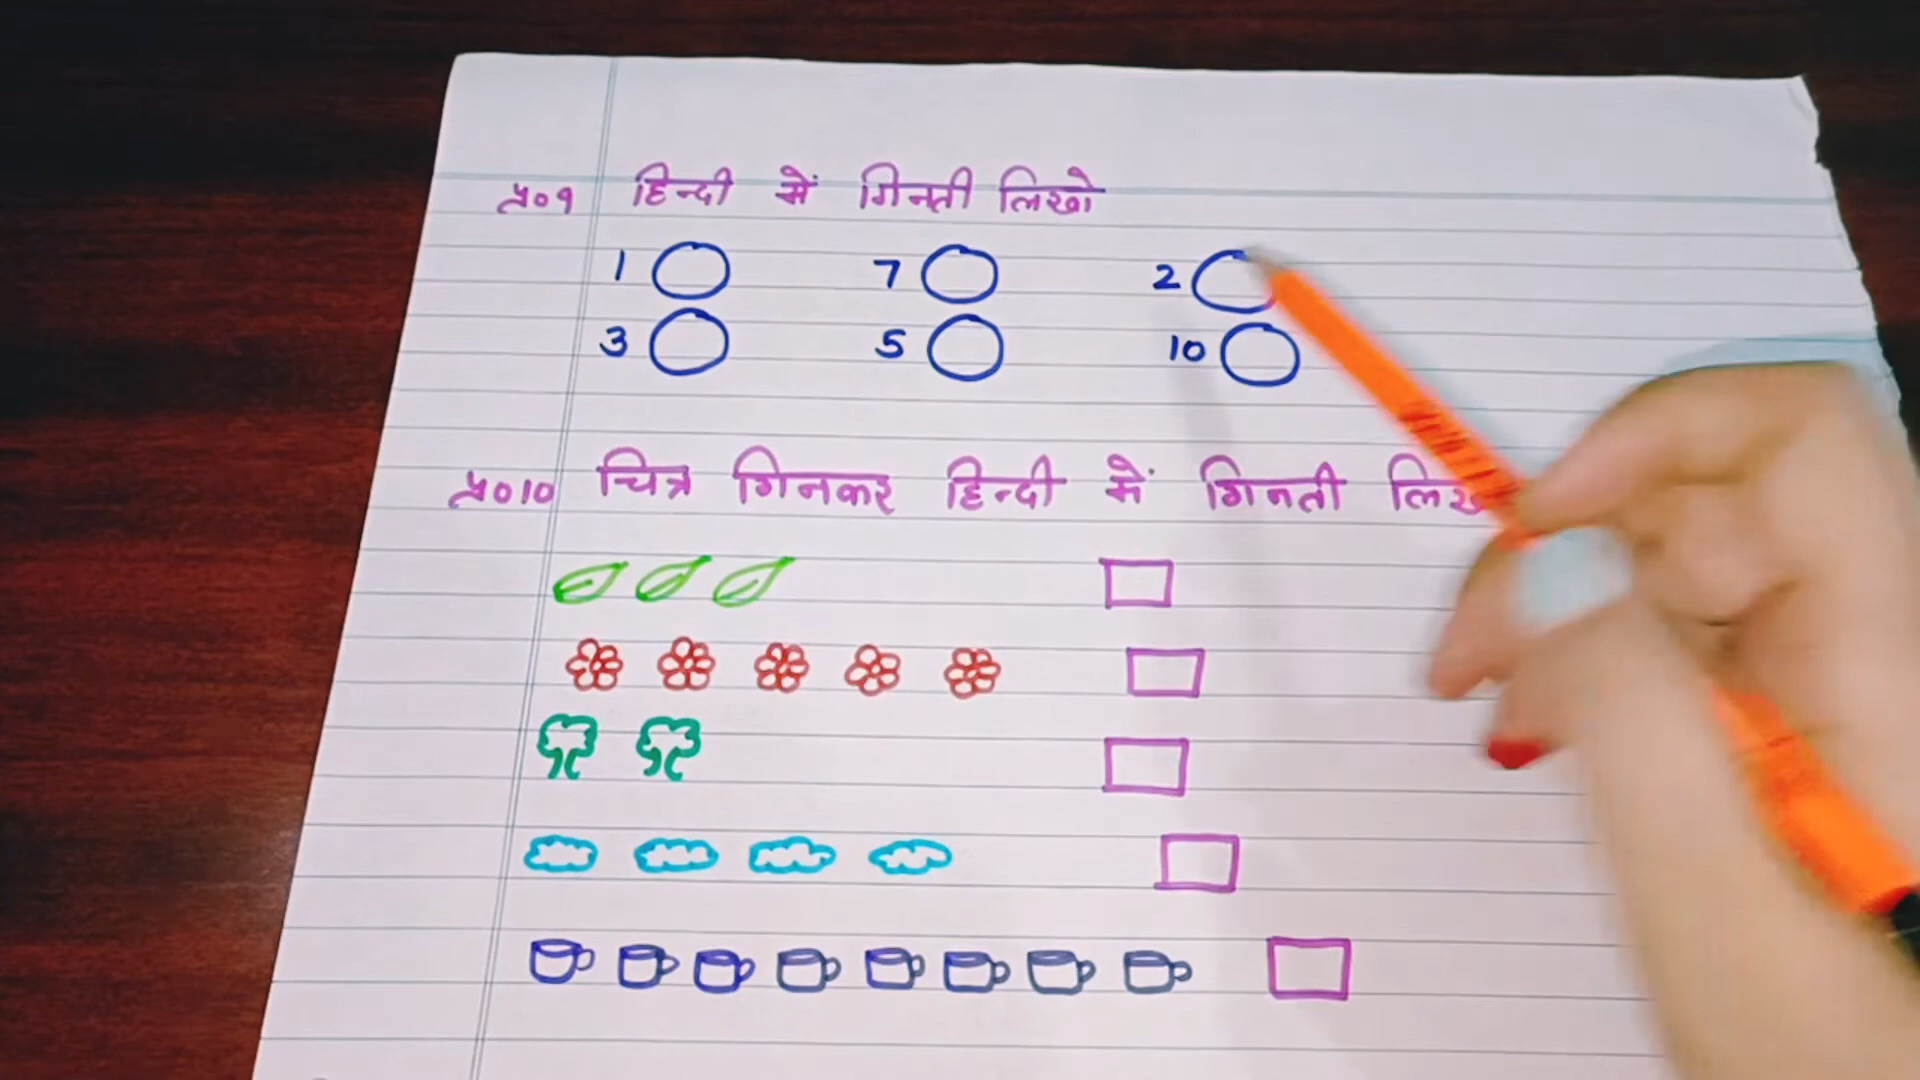 प्र०9 हिन्दी में गिनती लिखो
1 7 2
3 5 10
प्र०10 चित्र गिनकर हिन्दी में गिनती